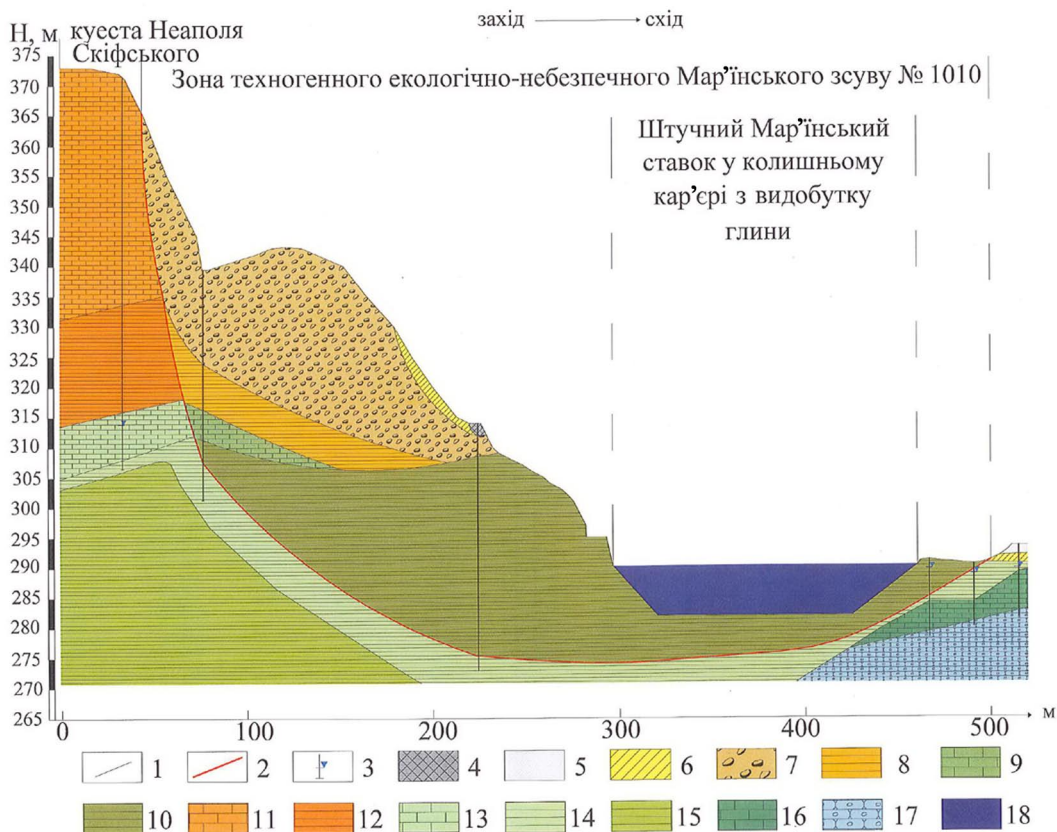 захід схід
Н, м куеста Неаполя
Скіфського
Зона техногенного екологічно-небезпечного Мар’їнського зсуву № 1010
Штучний Мар’їнський
ставок у колишньому
кар’єрі з видобутку
глини
375
370
365
360
355
350
345
340
335
330
325
320
315
310
305
300
295
290
285
280
275
270
265
0 100 200 300 400 500 м
1 2 3 4 5 6 7 8 9
10 11 12 13 14 15 16 17 18